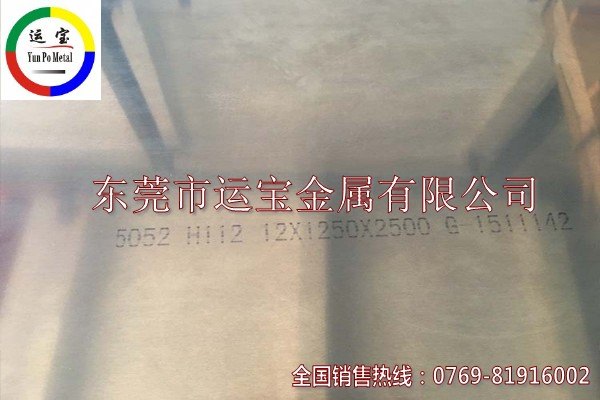 运宝
Yun Po Metal
东莞市运宝金属有限公司
5052 H112 12X1250X2500 G-1511142
全国销售热线：0769-81916002